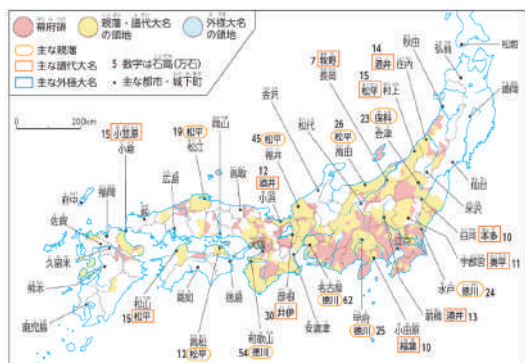 幕府領
親藩・譜代大名
の領地
外様大名
の領地
主な親藩
主な譜代大名
5 数字は石高(万石)
主な外様大名
主な都市・城下町
0 200km
松前
弘前
秋田
盛岡
14
酒井
庄内
7 牧野
長岡
15
松平 村上
金沢
松代
26
松平
高田
23 保科
会津
仙台
米沢
白河 本多 10
宇都宮 奥平 11
水戸 徳川 24
前橋 酒井 13
江戸
小田原
稲葉 10
甲府
徳川 25
名古屋
徳川 62
安濃津
彦根
30 井伊
大阪
和歌山
54 徳川
45 松平
福井
12
酒井
小浜
鳥取
岡山
19 松平
松江
広島
萩
15 小笠原
小倉
福岡
府中
佐賀
久留米
熊本
鹿児島
松山
15 松平
高知
徳島
高松
12 松平